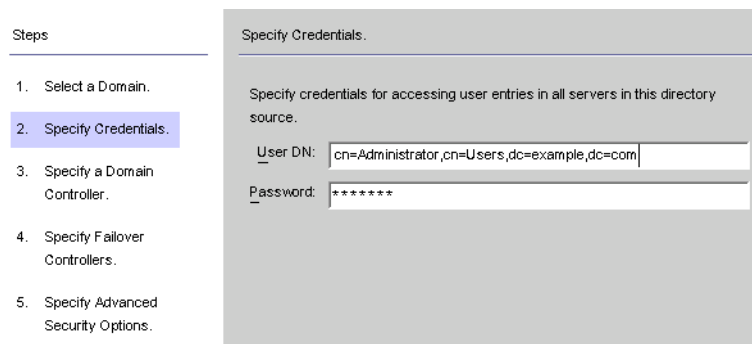 Steps
1. Select a Domain.
2. Specify Credentials.
3. Specify a Domain
Controller.
4. Specify Failover
Controllers.
5. Specify Advanced
Security Options.
Specify Credentials.
Specify credentials for accessing user entries in all servers in this directory
source.
User DN: cn=Administrator,cn=Users,dc=example,dc=com
Password: *******